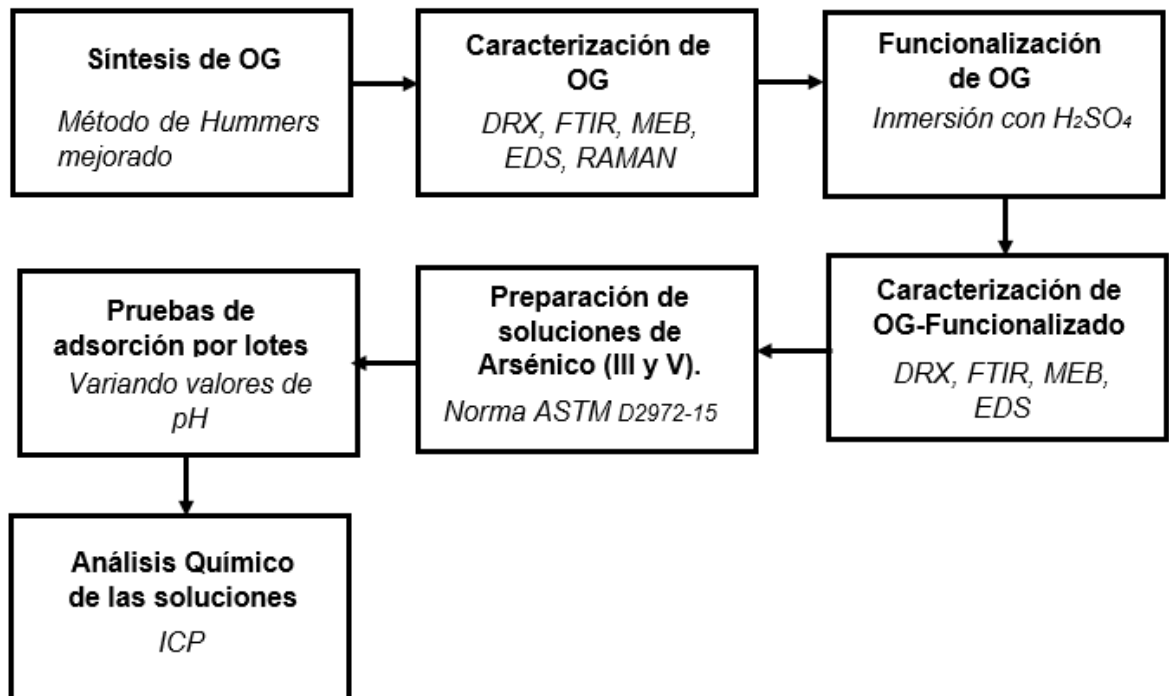 Síntesis de OG
Método de Hummers
mejorado
Caracterización de
OG
DRX, FTIR, MEB,
EDS, RAMAN
Funcionalización
de OG
Inmersión con H₂SO₄
Caracterización de
OG-Funcionalizado
DRX, FTIR, MEB,
EDS
Preparación de
soluciones de
Arsénico (III y V).
Norma ASTM D2972-15
Pruebas de
adsorción por lotes
Variando valores de
pH
Análisis Químico
de las soluciones
ICP